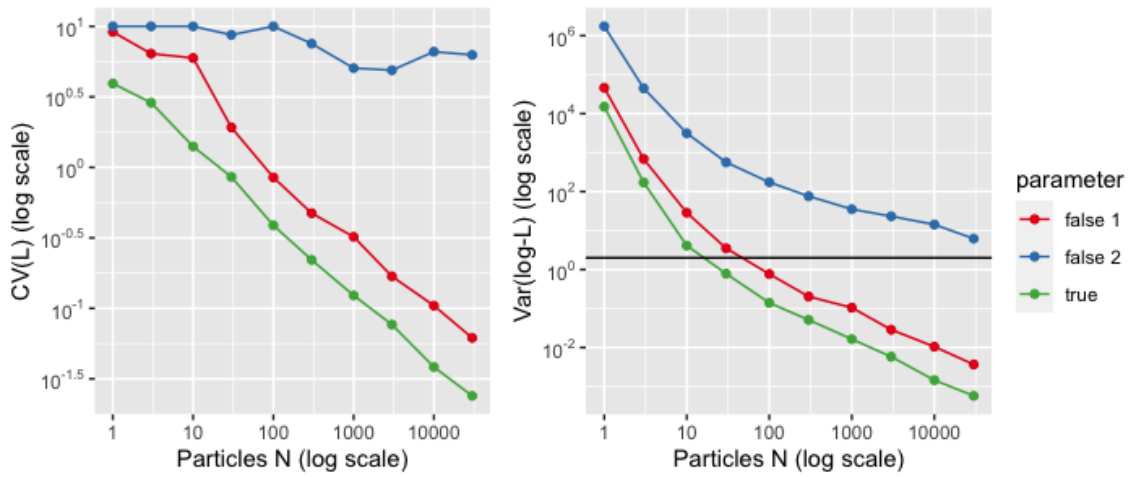 CV(L) (log scale)
10^1
10^0.5
10^0
10^-0.5
10^-1
10^-1.5
1 10 100 1000 10000
Particles N (log scale)
Var(log-L) (log scale)
10^6
10^4
10^2
10^0
10^-2
1 10 100 1000 10000
Particles N (log scale)
parameter
false 1
false 2
true